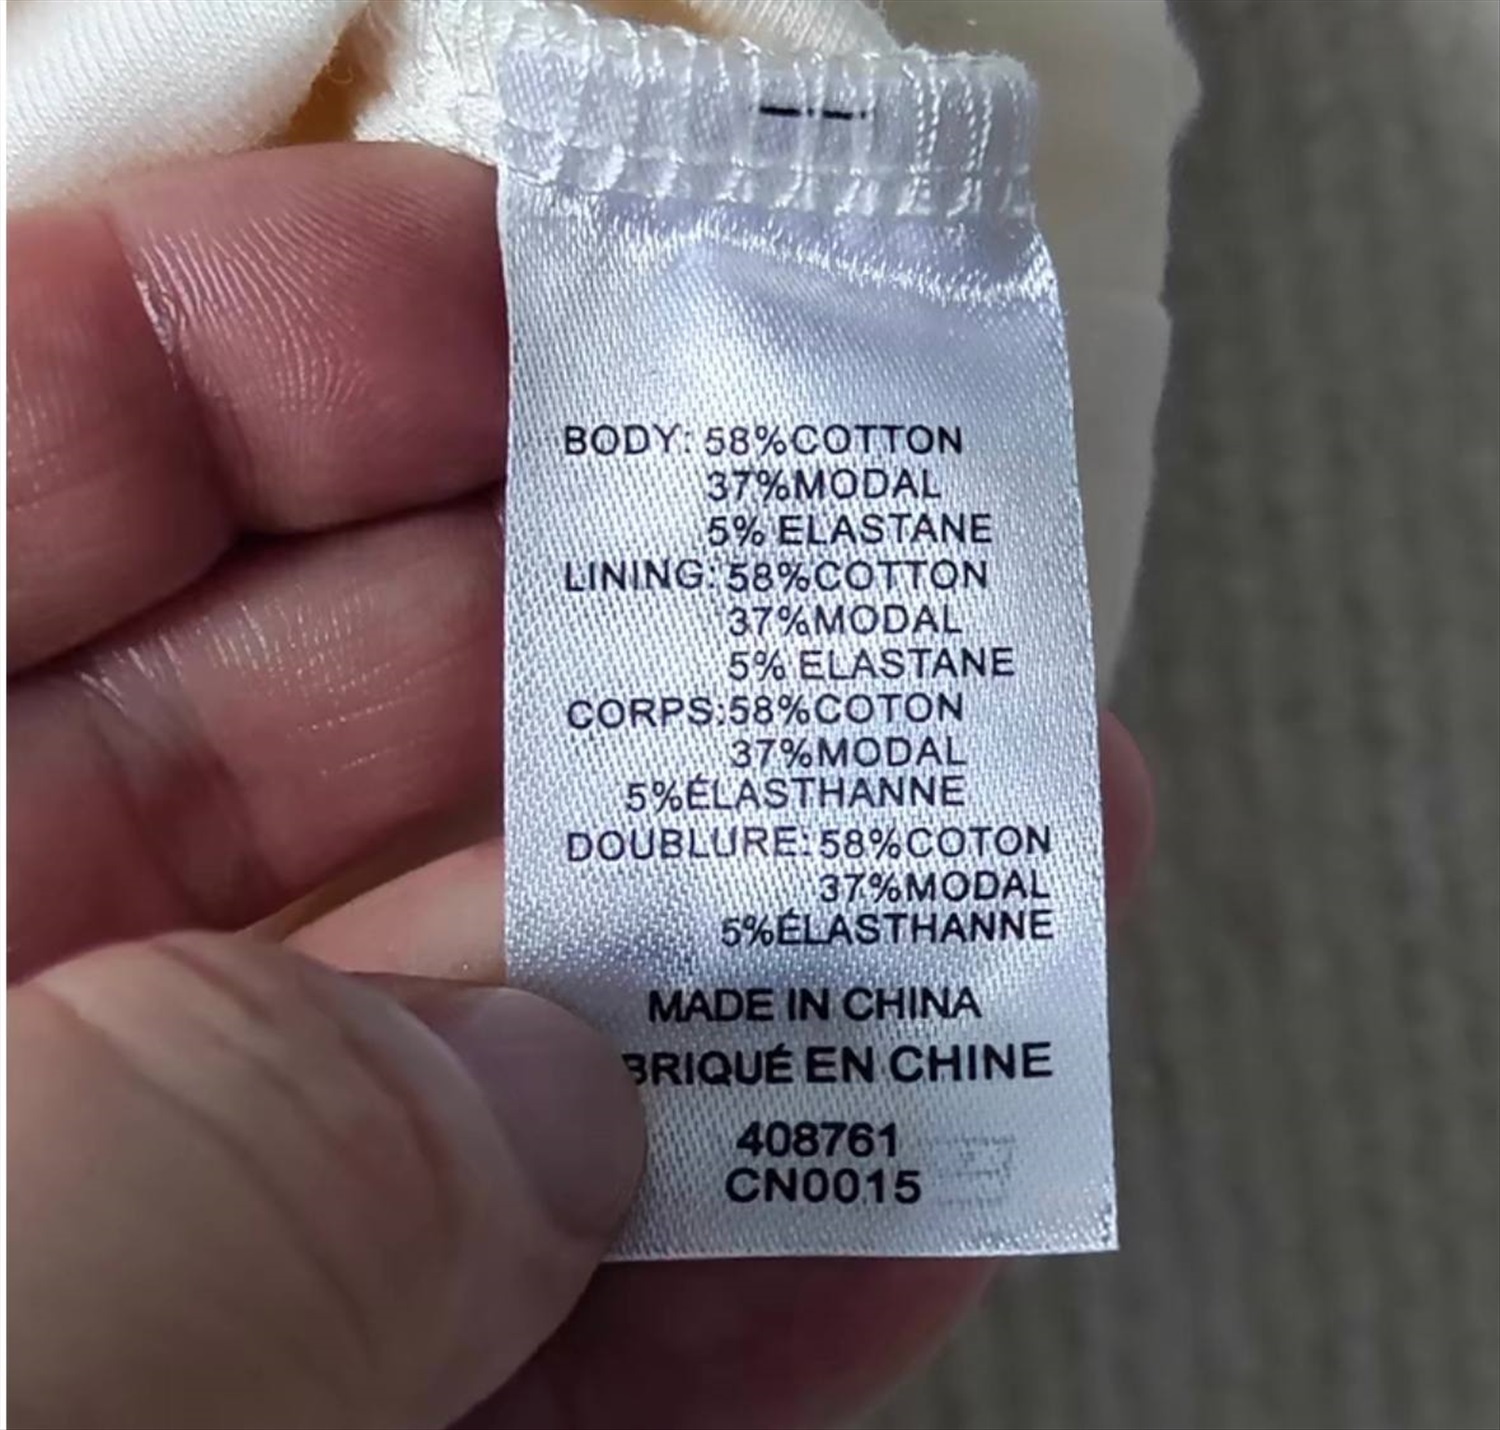 BODY: 58%COTTON
37%MODAL
5% ELASTANE
LINING: 58%COTTON
37%MODAL
5% ELASTANE
CORPS:58%COTON
37%MODAL
5%ÉLASTHANNE
DOUBLURE:58%COTON
37%MODAL
5%ÉLASTHANNE
MADE IN CHINA
BRIQUÉ EN CHINE
408761
CN0015